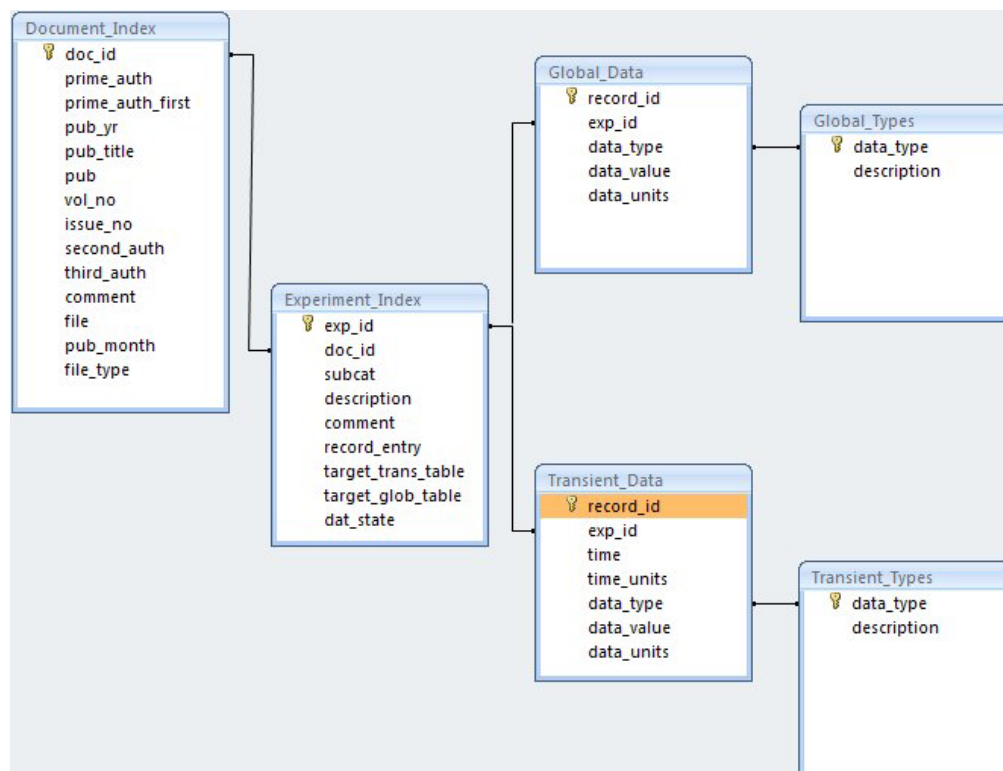 Document_Index
doc_id
prime_auth
prime_auth_first
pub_yr
pub_title
pub
vol_no
issue_no
second_auth
third_auth
comment
file
pub_month
file_type
Experiment_Index
exp_id
doc_id
subcat
description
comment
record_entry
target_trans_table
target_glob_table
dat_state
Global_Data
record_id
exp_id
data_type
data_value
data_units
Global_Types
data_type
description
Transient_Data
record_id
exp_id
time
time_units
data_type
data_value
data_units
Transient_Types
data_type
description